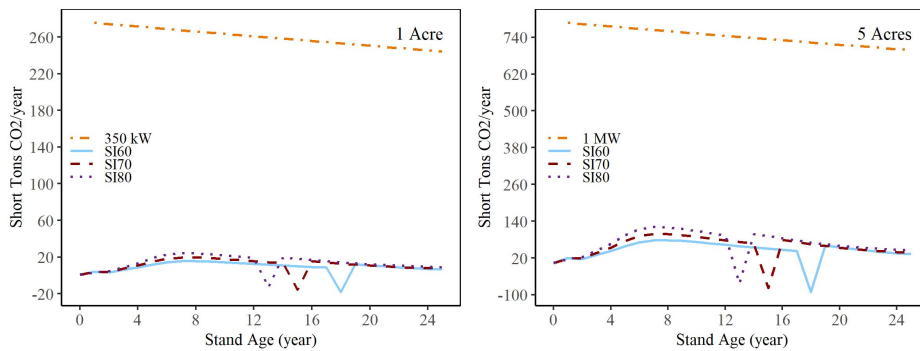 1 Acre
Short Tons CO2/year
260
220
180
140
100
60
20
-20
350 kW
SI60
SI70
SI80
0 4 8 12 16 20 24
Stand Age (year)
5 Acres
Short Tons CO2/year
740
620
500
380
260
140
20
-100
1 MW
SI60
SI70
SI80
0 4 8 12 16 20 24
Stand Age (year)